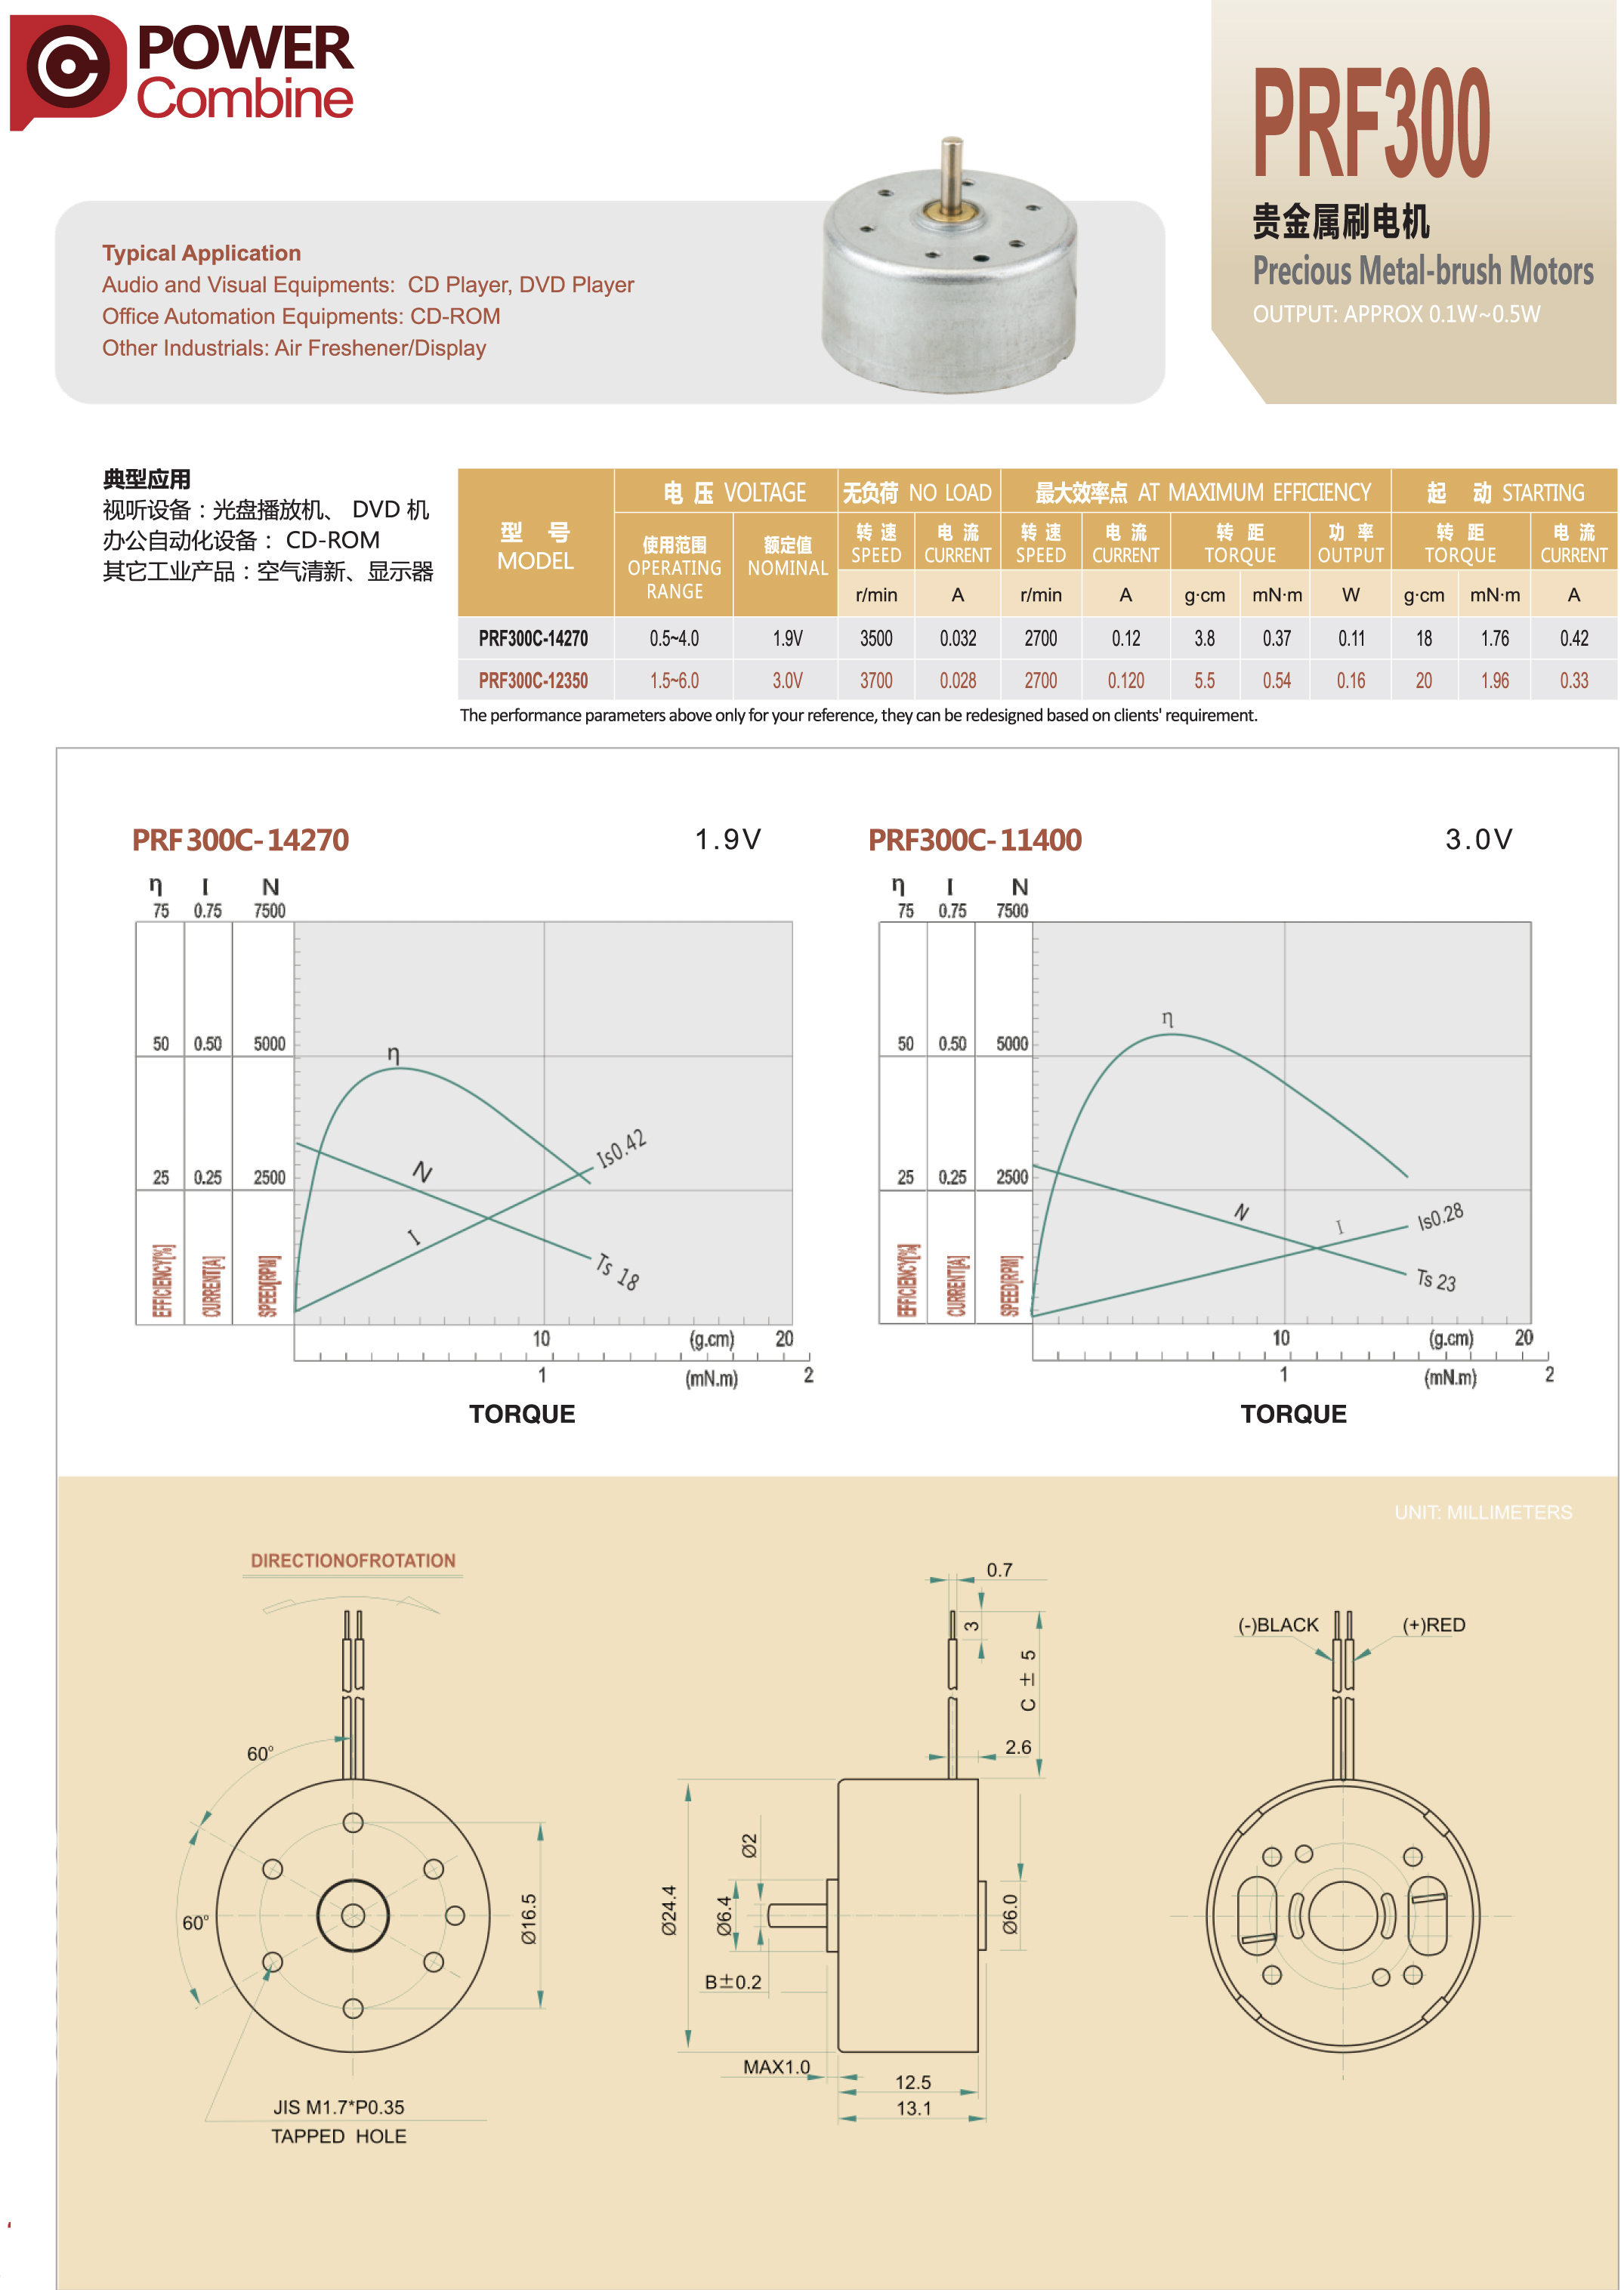 POWER
Combine
PRF300
贵金属刷电机
Precious Metal-brush Motors
OUTPUT: APPROX 0.1W~0.5W
Typical Application
Audio and Visual Equipments: CD Player, DVD Player
Office Automation Equipments: CD-ROM
Other Industrials: Air Freshener/Display
典型应用
视听设备：光盘播放机、 DVD 机
办公自动化设备： CD-ROM
其它工业产品：空气清新、显示器
型 号 MODEL
电 压 VOLTAGE 无负荷 NO LOAD 最大效率点 AT MAXIMUM EFFICIENCY 起 动 STARTING
使用范围 OPERATING RANGE 额定值 NOMINAL 转 速 SPEED 电 流 CURRENT 转 速 SPEED 电 流 CURRENT 转 距 TORQUE 功 率 OUTPUT 转 距 TORQUE 电 流 CURRENT
r/min A r/min A g·cm mN·m W g·cm mN·m A
PRF300C-14270 0.5~4.0 1.9V 3500 0.032 2700 0.12 3.8 0.37 0.11 18 1.76 0.42
PRF300C-12350 1.5~6.0 3.0V 3700 0.028 2700 0.120 5.5 0.54 0.16 20 1.96 0.33
The performance parameters above only for your reference, they can be redesigned based on clients' requirement.
PRF300C-14270 1.9V
η I N
75 0.75 7500
50 0.50 5000
25 0.25 2500
EFFICIENCY[%] CURRENT[A] SPEED[RPM]
η
N
I
Is0.42
Ts 18
10 (g.cm) 20
1 (mN.m) 2
TORQUE
PRF300C-11400 3.0V
η I N
75 0.75 7500
50 0.50 5000
25 0.25 2500
EFFICIENCY[%] CURRENT[A] SPEED[RPM]
η
N
I
Is0.28
Ts 23
10 (g.cm) 20
1 (mN.m) 2
TORQUE
UNIT: MILLIMETERS
DIRECTIONOFROTATION
60°
60°
Ø16.5
JIS M1.7*P0.35
TAPPED HOLE
0.7
3
C ± 5
2.6
Ø2
Ø24.4
Ø6.4
Ø6.0
B±0.2
MAX1.0
12.5
13.1
(-)BLACK (+)RED